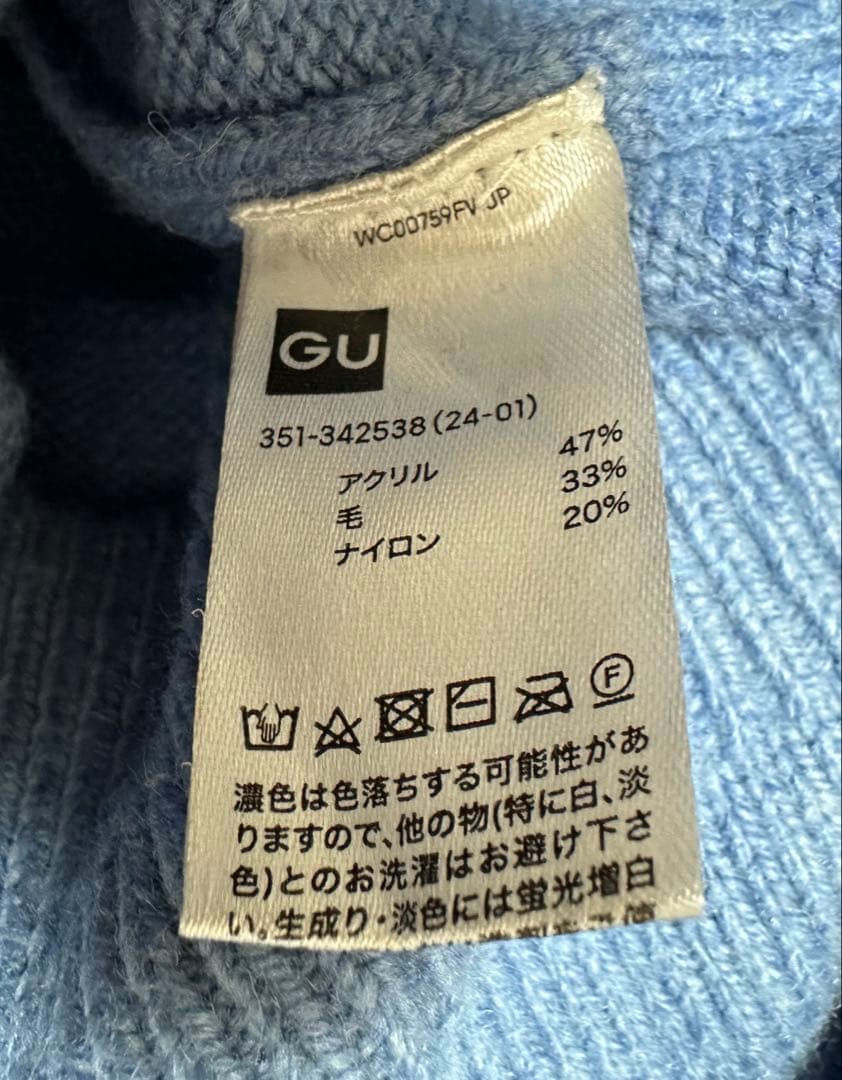 WC00759FV JP
GU
351-342538(24-01)
アクリル 47%
毛 33%
ナイロン 20%
F
濃色は色落ちする可能性があ
りますので、他の物(特に白、淡
色)とのお洗濯はお避け下さ
い。生成り・淡色には蛍光増白